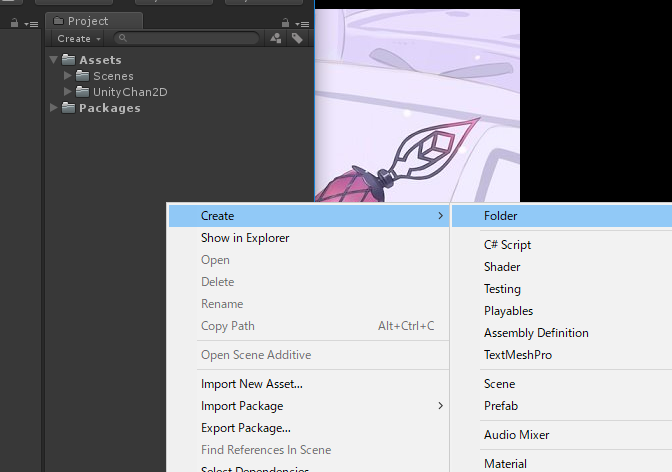 Project
Create
Assets
Scenes
UnityChan2D
Packages
Create
Show in Explorer
Open
Delete
Rename
Copy Path Alt+Ctrl+C
Open Scene Additive
Import New Asset...
Import Package
Export Package...
Find References In Scene
Select Dependencies
Folder
C# Script
Shader
Testing
Playables
Assembly Definition
TextMeshPro
Scene
Prefab
Audio Mixer
Material